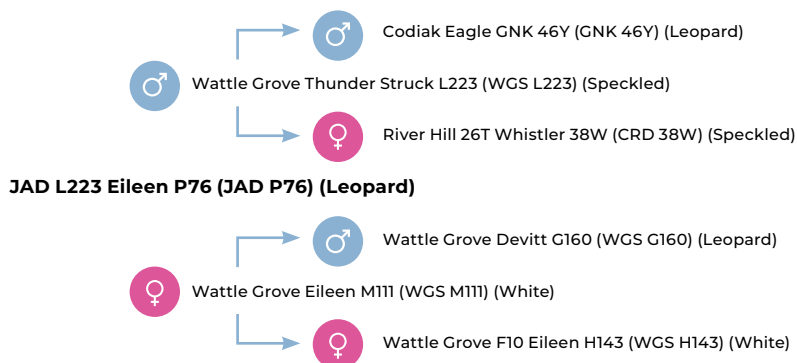 Codiak Eagle GNK 46Y (GNK 46Y) (Leopard)
Wattle Grove Thunder Struck L223 (WGS L223) (Speckled)
River Hill 26T Whistler 38W (CRD 38W) (Speckled)
JAD L223 Eileen P76 (JAD P76) (Leopard)
Wattle Grove Devitt G160 (WGS G160) (Leopard)
Wattle Grove Eileen M111 (WGS M111) (White)
Wattle Grove F10 Eileen H143 (WGS H143) (White)